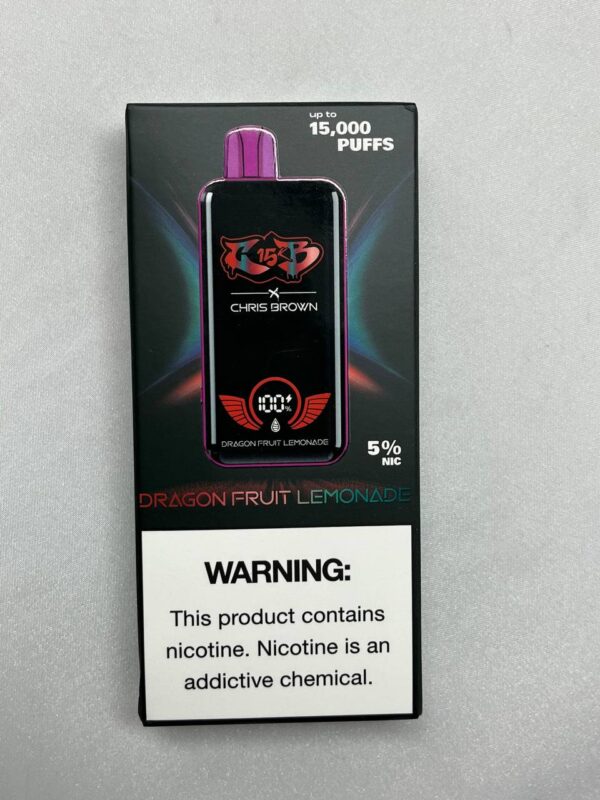 up to
15,000
PUFFS
C15KB
X
CHRIS BROWN
100%
DRAGON FRUIT LEMONADE
5%
NIC
DRAGON FRUIT LEMONADE
WARNING:
This product contains
nicotine. Nicotine is an
addictive chemical.